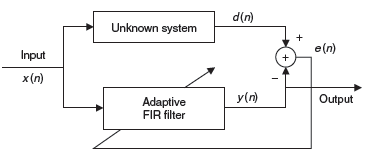 Unknown system
d(n)
+
e(n)
Input
x(n)
+
−
Adaptive
FIR filter
y(n)
Output